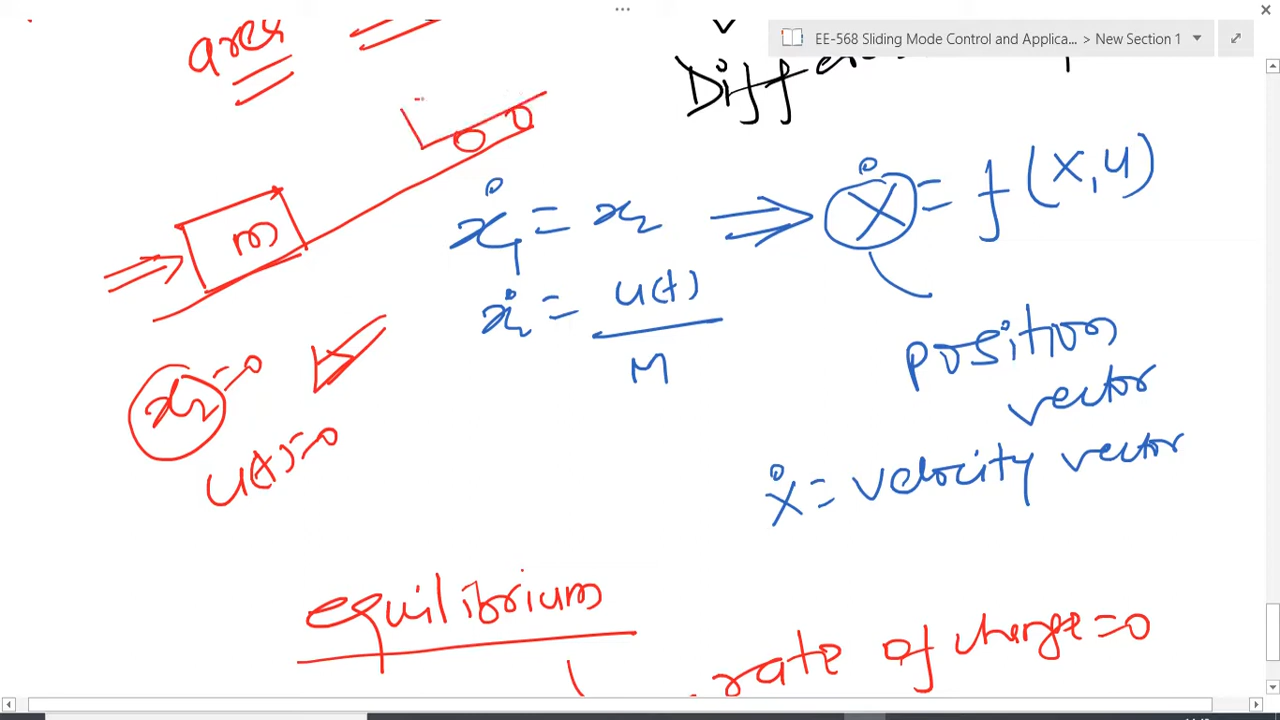 EE-568 Sliding Mode Control and Applica... > New Section 1
area
Diff
m
ẋ₁ = x₂ ⇒ Ẋ = f(X,u)
ẋ₂ = u(t)
M
position
vector
x₂ = 0
u(t) = 0
Ẋ = velocity vector
equilibrium
rate of change = 0